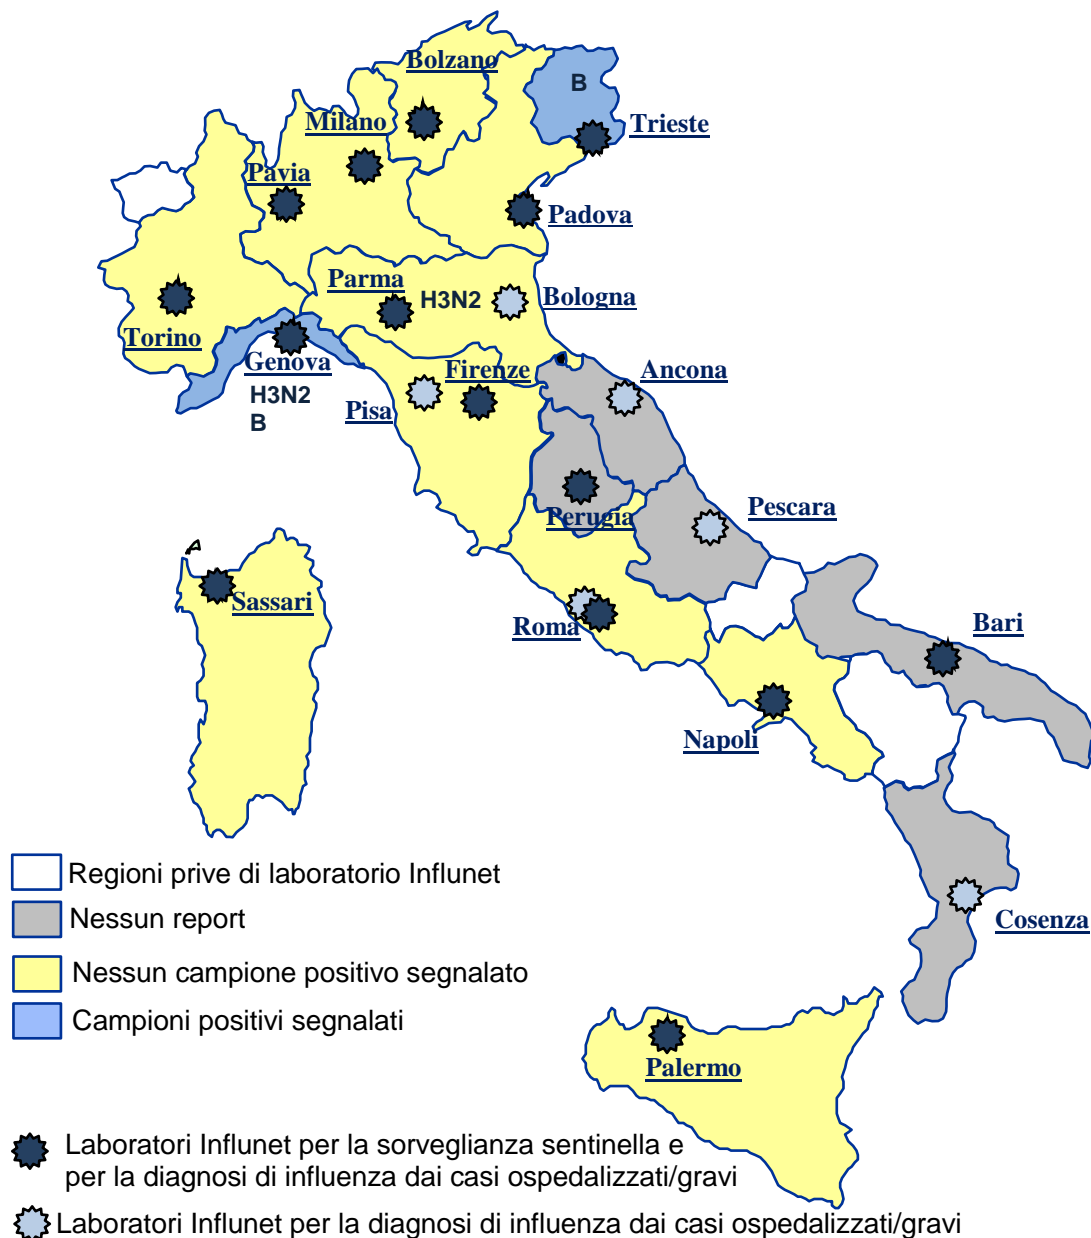 Bolzano
B
Milano
Trieste
Pavia
Padova
Parma
H3N2
Bologna
Torino
Genova
Firenze
Ancona
H3N2
B
Pisa
Perugia
Pescara
Sassari
Roma
Bari
Napoli
Regioni prive di laboratorio Influnet
Nessun report
Cosenza
Nessun campione positivo segnalato
Campioni positivi segnalati
Palermo
Laboratori Influnet per la sorveglianza sentinella e
per la diagnosi di influenza dai casi ospedalizzati/gravi
Laboratori Influnet per la diagnosi di influenza dai casi ospedalizzati/gravi